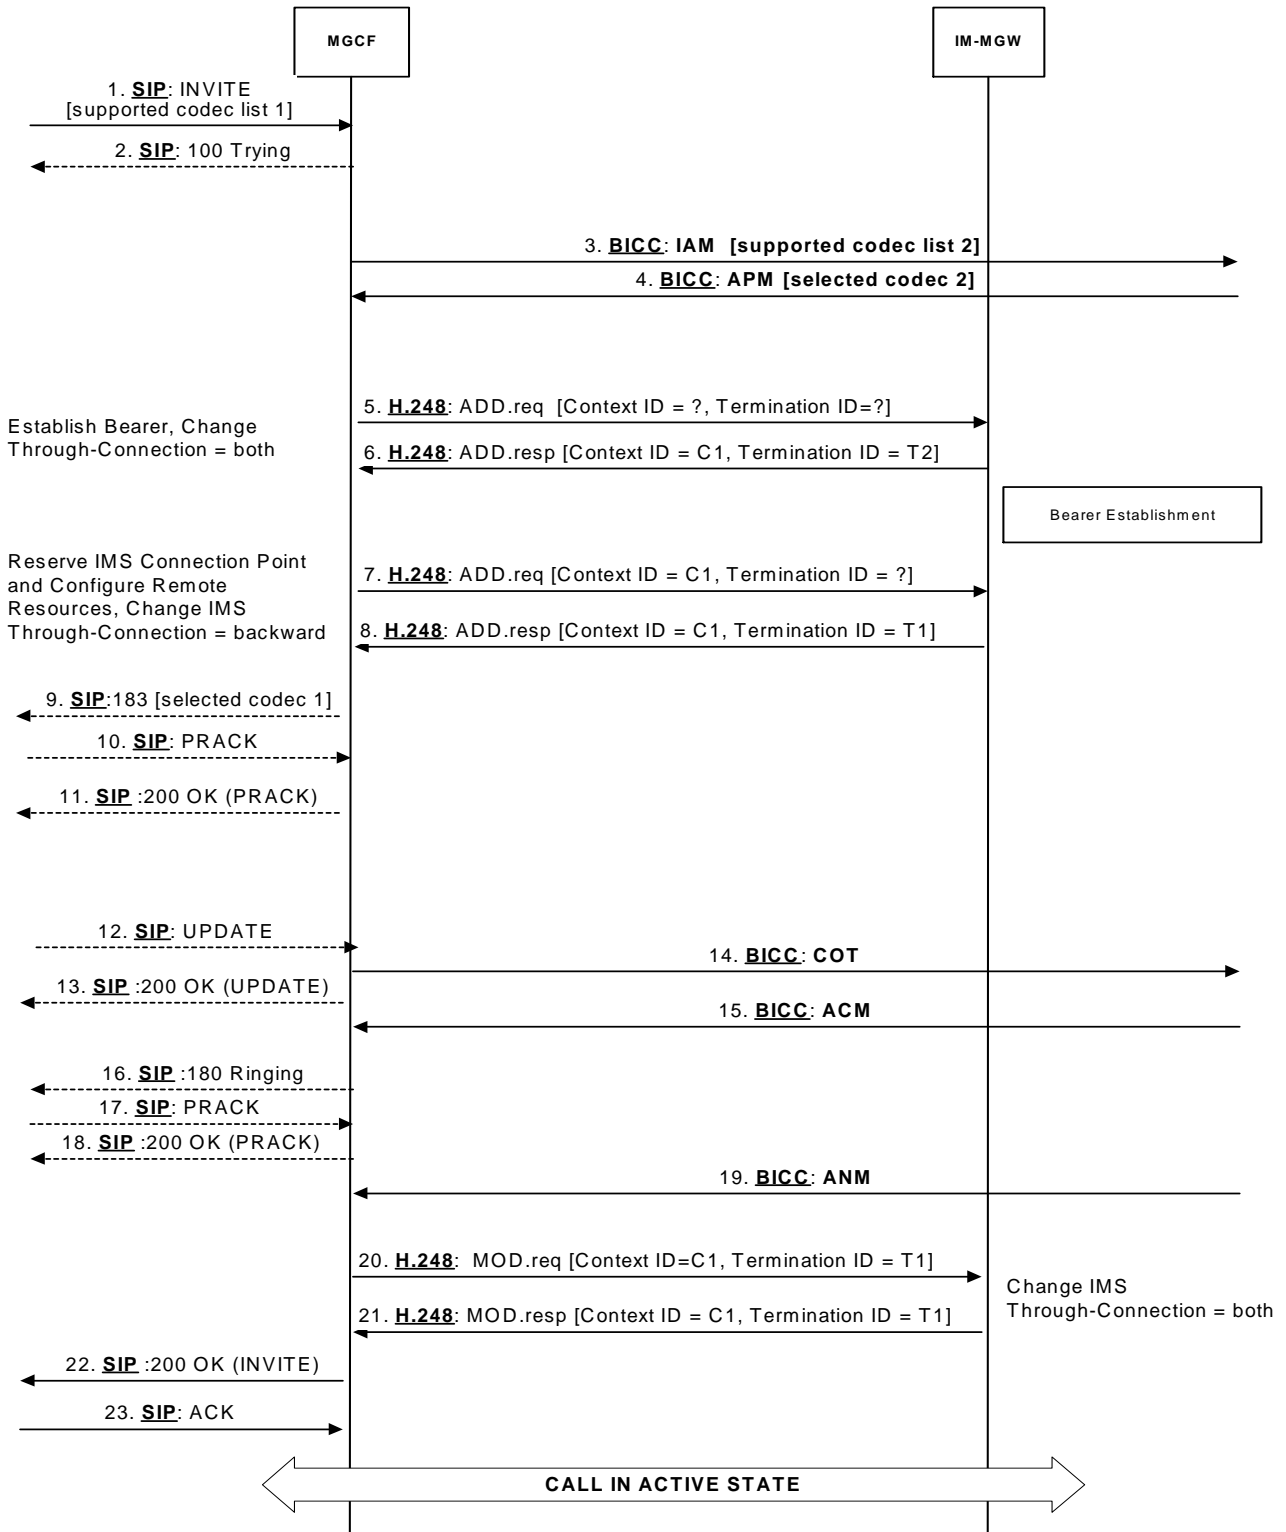 MGCF
IM-MGW
1. SIP: INVITE
[supported codec list 1]
2. SIP: 100 Trying
3. BICC: IAM [supported codec list 2]
4. BICC: APM [selected codec 2]
5. H.248: ADD.req [Context ID = ?, Termination ID=?]
Establish Bearer, Change
Through-Connection = both
6. H.248: ADD.resp [Context ID = C1, Termination ID = T2]
Bearer Establishment
Reserve IMS Connection Point
and Configure Remote
Resources, Change IMS
Through-Connection = backward
7. H.248: ADD.req [Context ID = C1, Termination ID = ?]
8. H.248: ADD.resp [Context ID = C1, Termination ID = T1]
9. SIP:183 [selected codec 1]
10. SIP: PRACK
11. SIP :200 OK (PRACK)
12. SIP: UPDATE
14. BICC: COT
13. SIP :200 OK (UPDATE)
15. BICC: ACM
16. SIP :180 Ringing
17. SIP: PRACK
18. SIP :200 OK (PRACK)
19. BICC: ANM
20. H.248: MOD.req [Context ID=C1, Termination ID = T1]
Change IMS
Through-Connection = both
21. H.248: MOD.resp [Context ID = C1, Termination ID = T1]
22. SIP :200 OK (INVITE)
23. SIP: ACK
CALL IN ACTIVE STATE